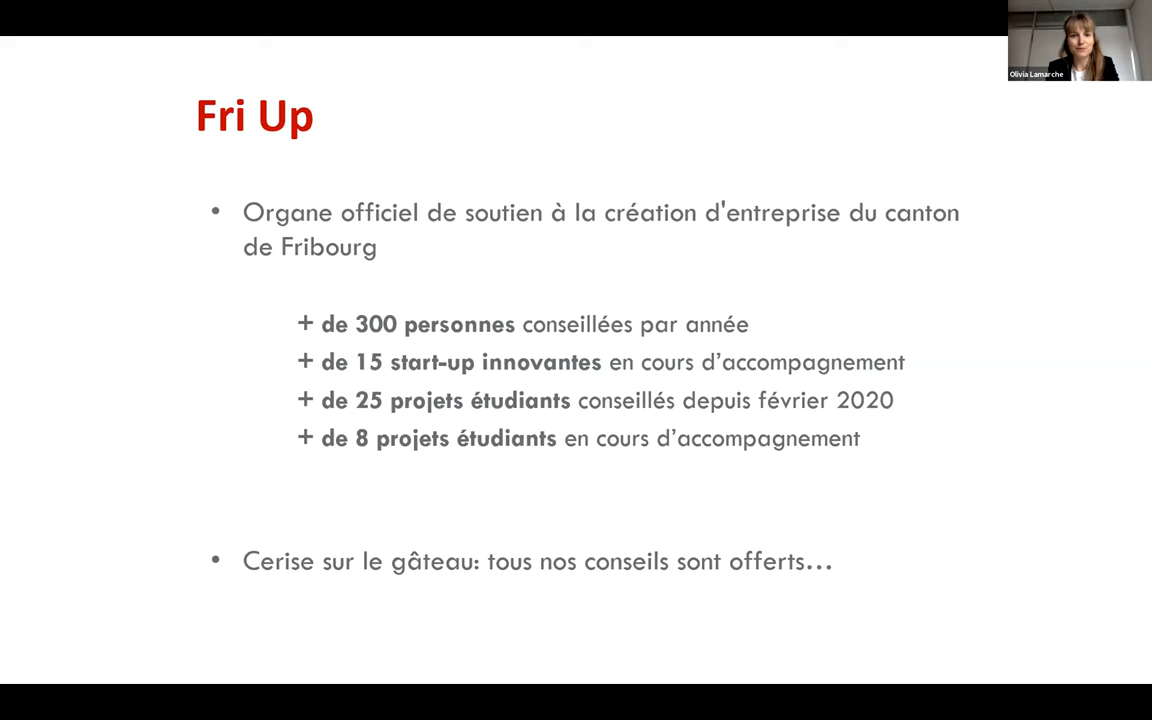 Olivia Lamarche
Fri Up
• Organe officiel de soutien à la création d'entreprise du canton
de Fribourg
+ de 300 personnes conseillées par année
+ de 15 start-up innovantes en cours d’accompagnement
+ de 25 projets étudiants conseillés depuis février 2020
+ de 8 projets étudiants en cours d’accompagnement
• Cerise sur le gâteau: tous nos conseils sont offerts…